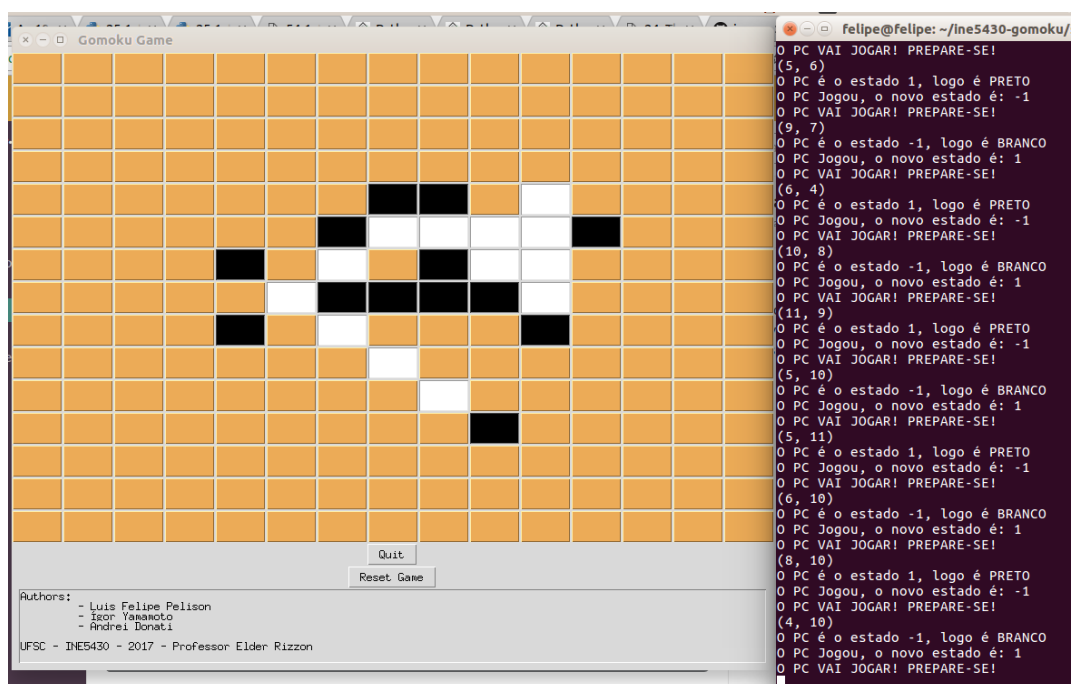 Gomoku Game
Quit
Reset Game
Authors:
- Luis Felipe Pelison
- Ígor Yamamoto
- Andrei Donati
UFSC - INE5430 - 2017 - Professor Elder Rizzon
felipe@felipe: ~/ine5430-gomoku/
O PC VAI JOGAR! PREPARE-SE!
(5, 6)
O PC é o estado 1, logo é PRETO
O PC Jogou, o novo estado é: -1
O PC VAI JOGAR! PREPARE-SE!
(9, 7)
O PC é o estado -1, logo é BRANCO
O PC Jogou, o novo estado é: 1
O PC VAI JOGAR! PREPARE-SE!
(6, 4)
O PC é o estado 1, logo é PRETO
O PC Jogou, o novo estado é: -1
O PC VAI JOGAR! PREPARE-SE!
(10, 8)
O PC é o estado -1, logo é BRANCO
O PC Jogou, o novo estado é: 1
O PC VAI JOGAR! PREPARE-SE!
(11, 9)
O PC é o estado 1, logo é PRETO
O PC Jogou, o novo estado é: -1
O PC VAI JOGAR! PREPARE-SE!
(5, 10)
O PC é o estado -1, logo é BRANCO
O PC Jogou, o novo estado é: 1
O PC VAI JOGAR! PREPARE-SE!
(5, 11)
O PC é o estado 1, logo é PRETO
O PC Jogou, o novo estado é: -1
O PC VAI JOGAR! PREPARE-SE!
(6, 10)
O PC é o estado -1, logo é BRANCO
O PC Jogou, o novo estado é: 1
O PC VAI JOGAR! PREPARE-SE!
(8, 10)
O PC é o estado 1, logo é PRETO
O PC Jogou, o novo estado é: -1
O PC VAI JOGAR! PREPARE-SE!
(4, 10)
O PC é o estado -1, logo é BRANCO
O PC Jogou, o novo estado é: 1
O PC VAI JOGAR! PREPARE-SE!